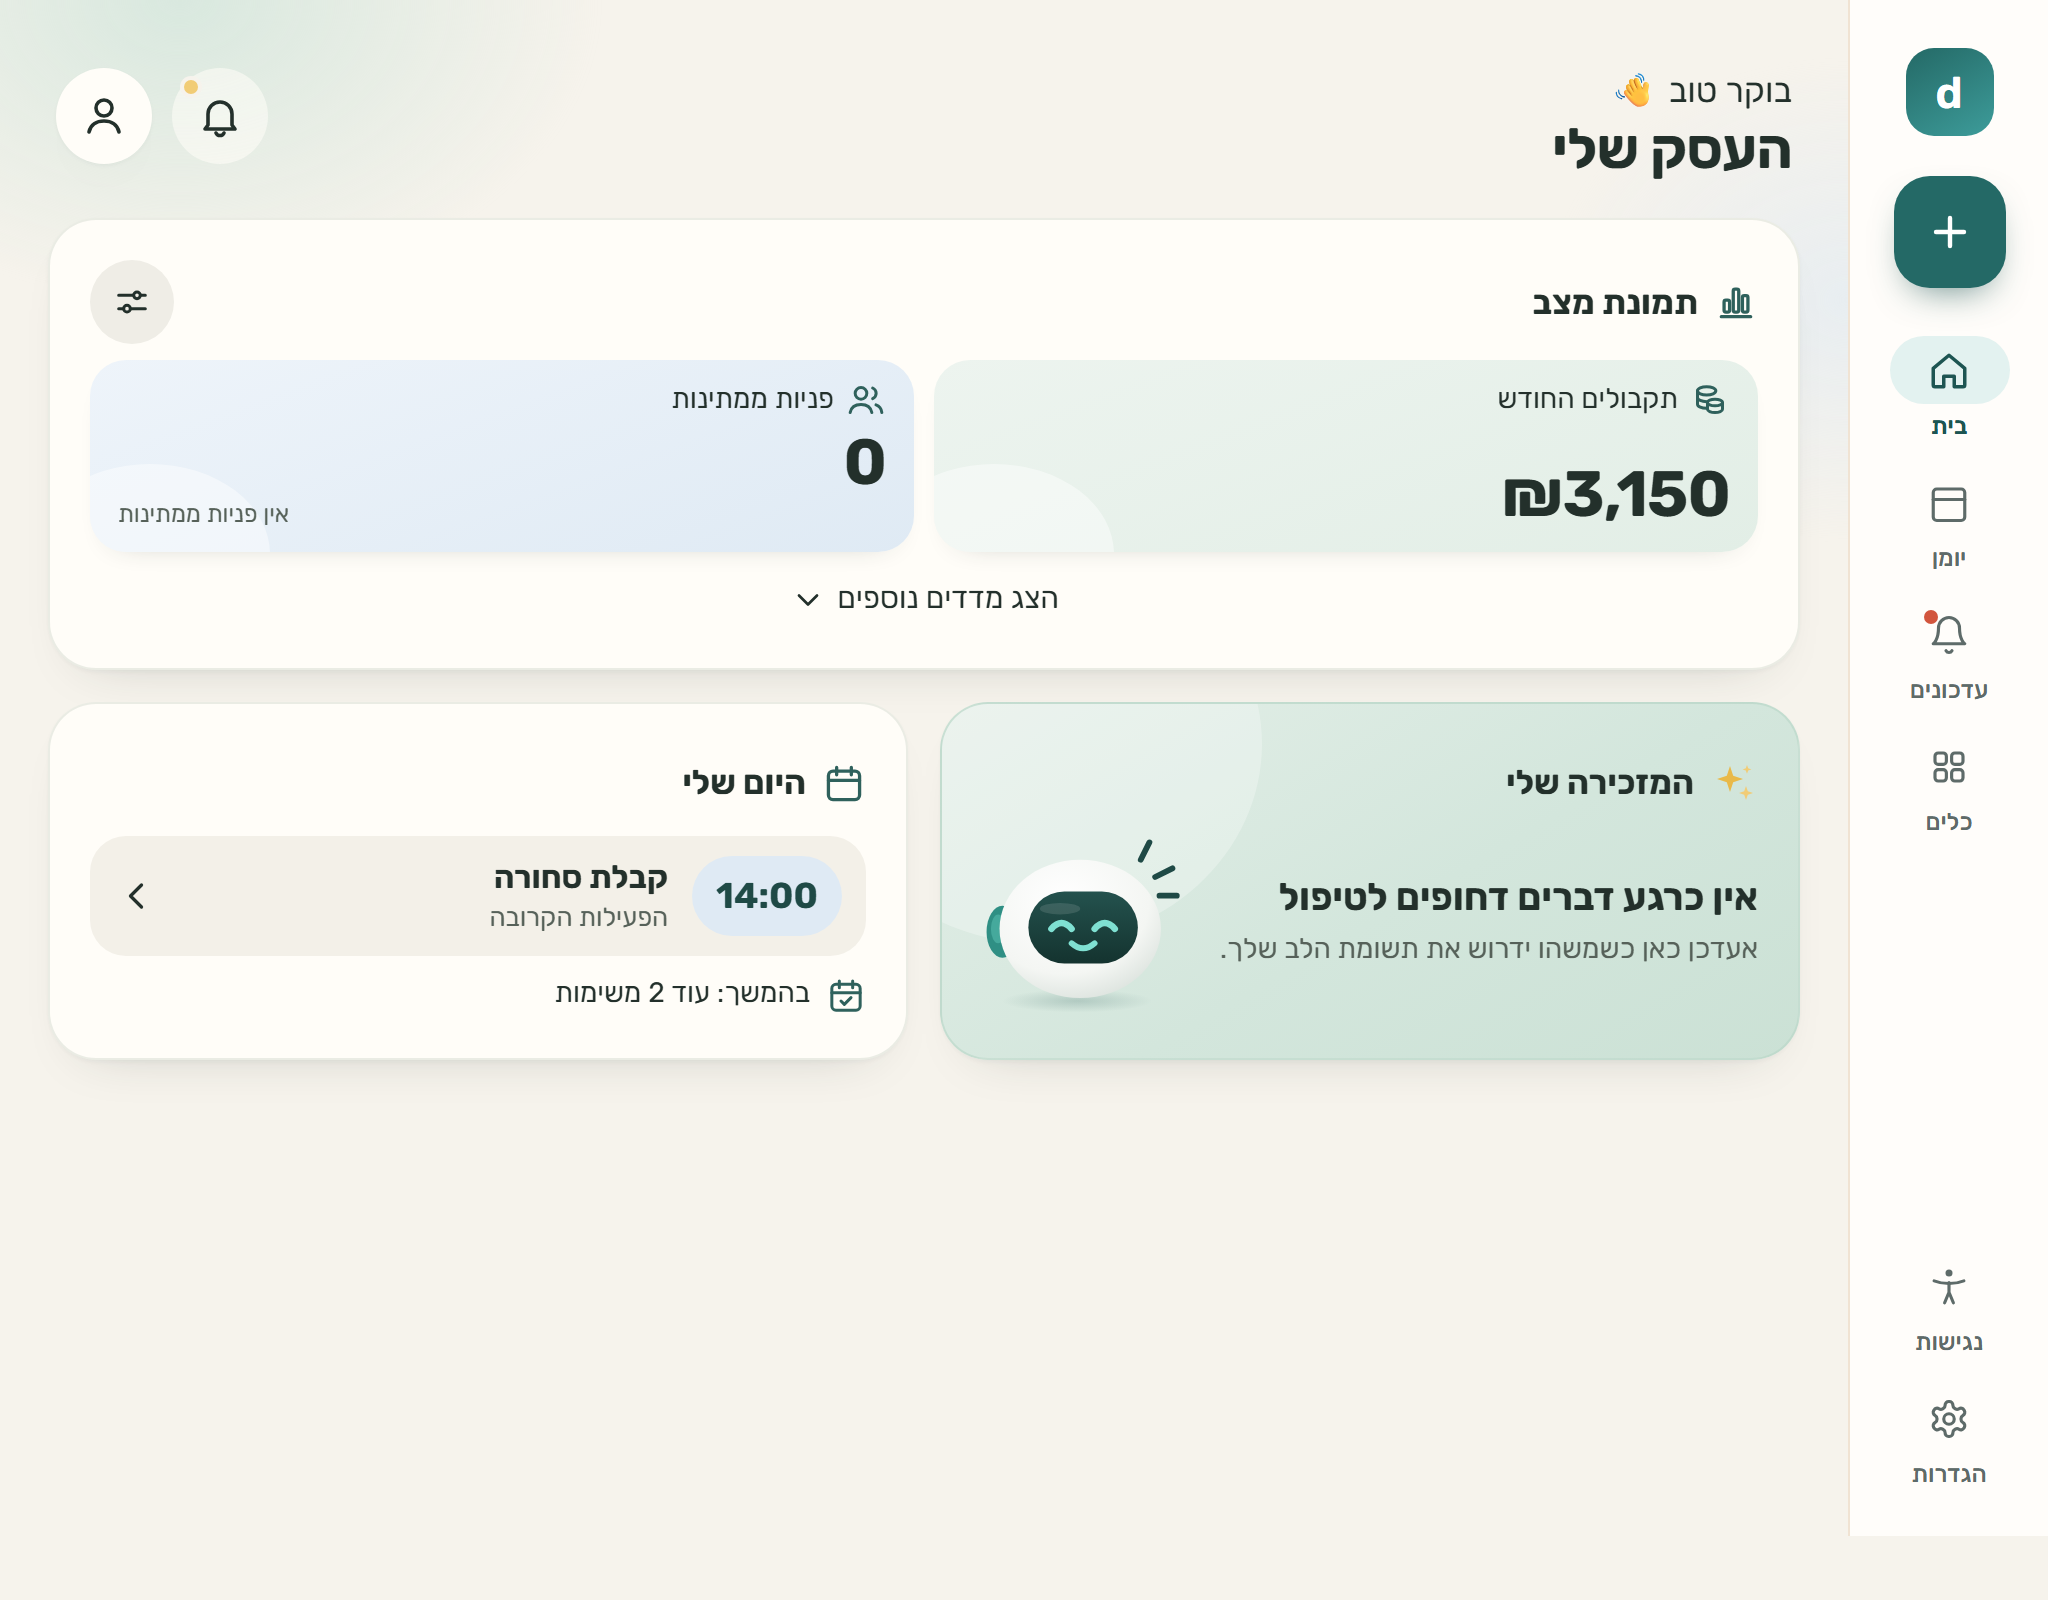 d
בית
יומן
עדכונים
כלים
נגישות
הגדרות
בוקר טוב 👋
העסק שלי
תמונת מצב
תקבולים החודש
₪3,150
פניות ממתינות
0
אין פניות ממתינות
הצג מדדים נוספים
המזכירה שלי
אין כרגע דברים דחופים לטיפול
אעדכן כאן כשמשהו ידרוש את תשומת הלב שלך.
היום שלי
14:00
קבלת סחורה
הפעילות הקרובה
בהמשך: עוד 2 משימות